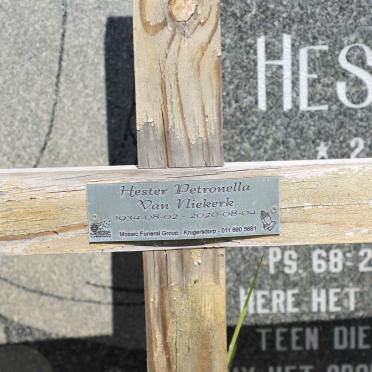 HES
* 2
Hester Petronella
Van Niekerk
1934-08-02 - 2020-08-04
Mosaic Funeral Group - Krugersdorp - 011 660 5881
PS. 68:2
HERE HET
TEEN DIE